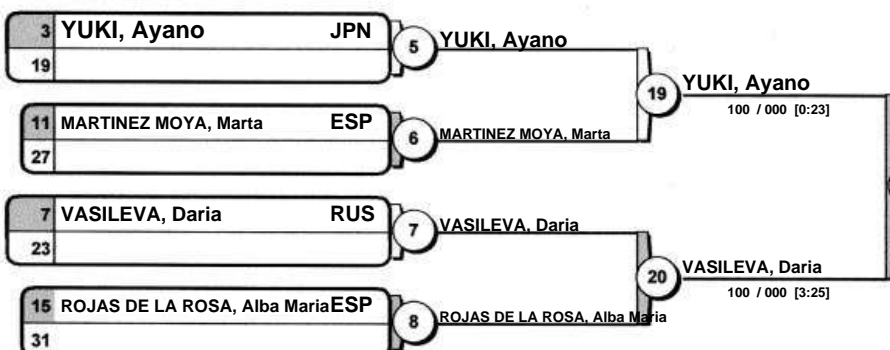 3 YUKI, Ayano JPN
19
5 YUKI, Ayano
11 MARTINEZ MOYA, Marta ESP
27
6 MARTINEZ MOYA, Marta
19 YUKI, Ayano
100 / 000 [0:23]
7 VASILEVA, Daria RUS
23
7 VASILEVA, Daria
15 ROJAS DE LA ROSA, Alba Maria ESP
31
8 ROJAS DE LA ROSA, Alba Maria
20 VASILEVA, Daria
100 / 000 [3:25]